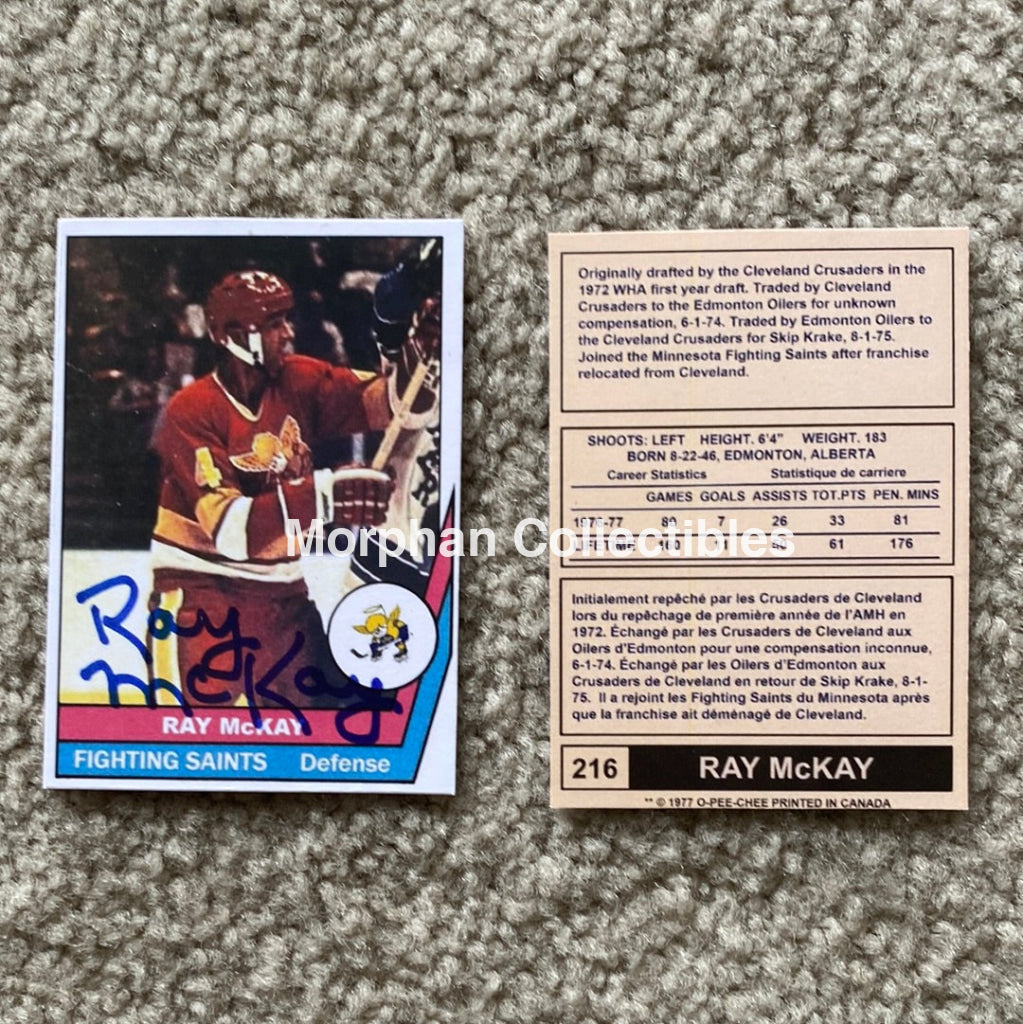 4
Ray
McKay
RAY McKAY
FIGHTING SAINTS Defense
Originally drafted by the Cleveland Crusaders in the
1972 WHA first year draft. Traded by Cleveland
Crusaders to the Edmonton Oilers for unknown
compensation, 6-1-74. Traded by Edmonton Oilers to
the Cleveland Crusaders for Skip Krake, 8-1-75.
Joined the Minnesota Fighting Saints after franchise
relocated from Cleveland.
SHOOTS: LEFT HEIGHT. 6'4" WEIGHT. 183
BORN 8-22-46, EDMONTON, ALBERTA
Career Statistics Statistique de carriere
GAMES GOALS ASSISTS TOT.PTS PEN. MINS
1976-77 7 26 33 81
LIFETIME 61 176
Morphan Collectibles
Initialement repêché par les Crusaders de Cleveland
lors du repêchage de première année de l'AMH en
1972. Échangé par les Crusaders de Cleveland aux
Oilers d'Edmonton pour une compensation inconnue,
6-1-74. Échangé par les Oilers d'Edmonton aux
Crusaders de Cleveland en retour de Skip Krake, 8-1-
75. Il a rejoint les Fighting Saints du Minnesota après
que la franchise ait déménagé de Cleveland.
216 RAY McKAY
** © 1977 O-PEE-CHEE PRINTED IN CANADA